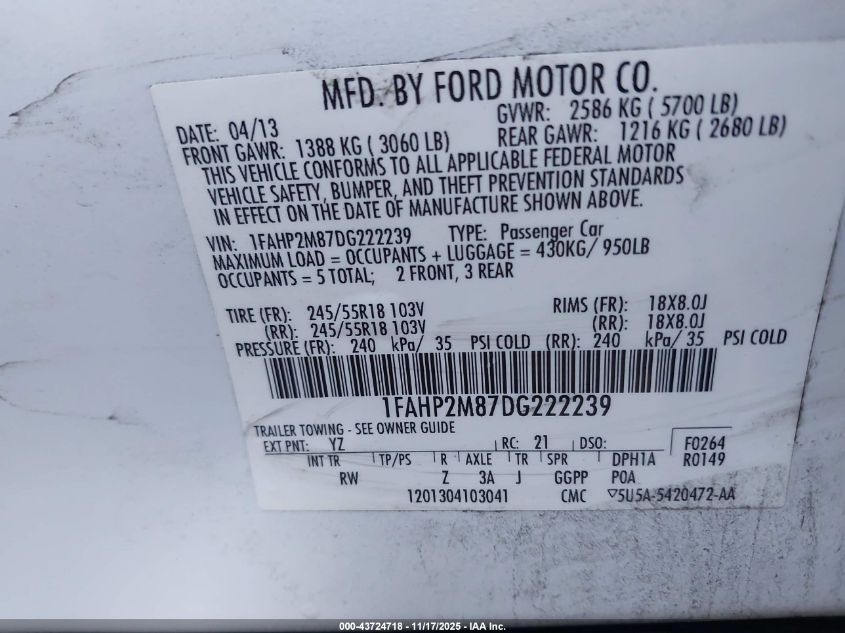 MFD. BY FORD MOTOR CO.
DATE: 04/13 GVWR: 2586 KG ( 5700 LB)
FRONT GAWR: 1388 KG ( 3060 LB) REAR GAWR: 1216 KG ( 2680 LB)
THIS VEHICLE CONFORMS TO ALL APPLICABLE FEDERAL MOTOR
VEHICLE SAFETY, BUMPER, AND THEFT PREVENTION STANDARDS
IN EFFECT ON THE DATE OF MANUFACTURE SHOWN ABOVE.
VIN: 1FAHP2M87DG222239 TYPE: Passenger Car
MAXIMUM LOAD = OCCUPANTS + LUGGAGE = 430KG/ 950LB
OCCUPANTS = 5 TOTAL; 2 FRONT, 3 REAR
TIRE (FR): 245/55R18 103V RIMS (FR): 18X8.0J
(RR): 245/55R18 103V (RR): 18X8.0J
PRESSURE (FR): 240 kPa/ 35 PSI COLD (RR): 240 kPa/ 35 PSI COLD
1FAHP2M87DG222239
TRAILER TOWING - SEE OWNER GUIDE
EXT PNT: YZ RC: 21 DSO: F0264
INT TR TP/PS R AXLE TR SPR DPH1A R0149
RW Z 3A J GGPP POA
1201304103041 CMC ▽5U5A-5420472-AA
000-43724718 - 11/17/2025 - IAA Inc.